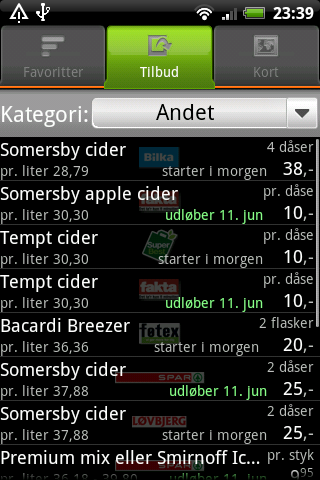 23:39
Favoritter Tilbud Kort
Kategori: Andet
Somersby cider Bilka 4 dåser
pr. liter 28,79 starter i morgen 38,-
Somersby apple cider fakta pr. dåse
pr. liter 30,30 udløber 11. jun 10,-
Tempt cider Super Best pr. dåse
pr. liter 30,30 starter i morgen 10,-
Tempt cider fakta pr. dåse
pr. liter 30,30 udløber 11. jun 10,-
Bacardi Breezer føtex 2 flasker
pr. liter 36,36 starter i morgen 20,-
Somersby cider SPAR 2 dåser
pr. liter 37,88 udløber 11. jun 25,-
Somersby cider LØVBJERG 2 dåser
pr. liter 37,88 starter i morgen 25,-
Premium mix eller Smirnoff Ic... SPAR pr. styk